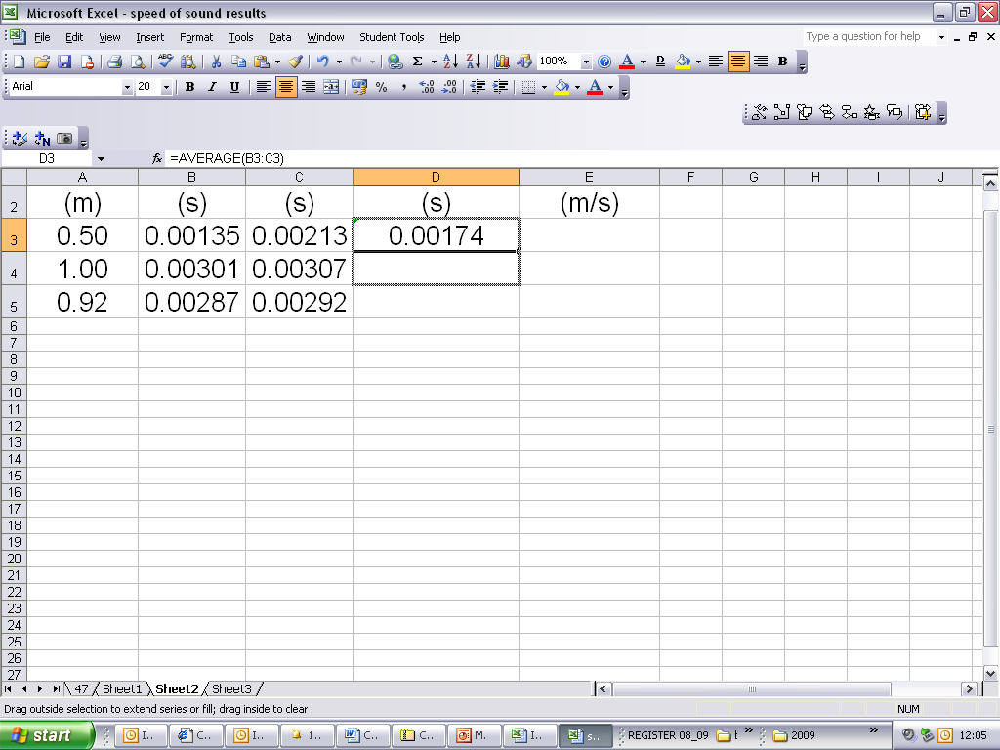 Microsoft Excel - speed of sound results
File Edit View Insert Format Tools Data Window Student Tools Help
Type a question for help
100%
Arial 20 B I U
D3 fx =AVERAGE(B3:C3)
A B C D E F G H I J
2 (m) (s) (s) (s) (m/s)
3 0.50 0.00135 0.00213 0.00174
4 1.00 0.00301 0.00307
5 0.92 0.00287 0.00292
6
7
8
9
10
11
12
13
14
15
16
17
18
19
20
21
22
23
24
25
26
27
47 Sheet1 Sheet2 Sheet3
Drag outside selection to extend series or fill; drag inside to clear
NUM
start I.. C.. I.. 1.. C.. C.. M. I.. s.. REGISTER 08_09 » 2009 » 12:05